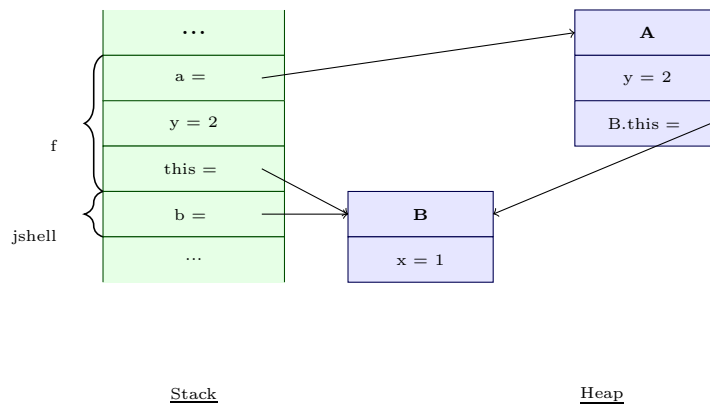 ...
a =
y = 2
this =
b =
...
f
jshell
A
y = 2
B.this =
B
x = 1
Stack
Heap